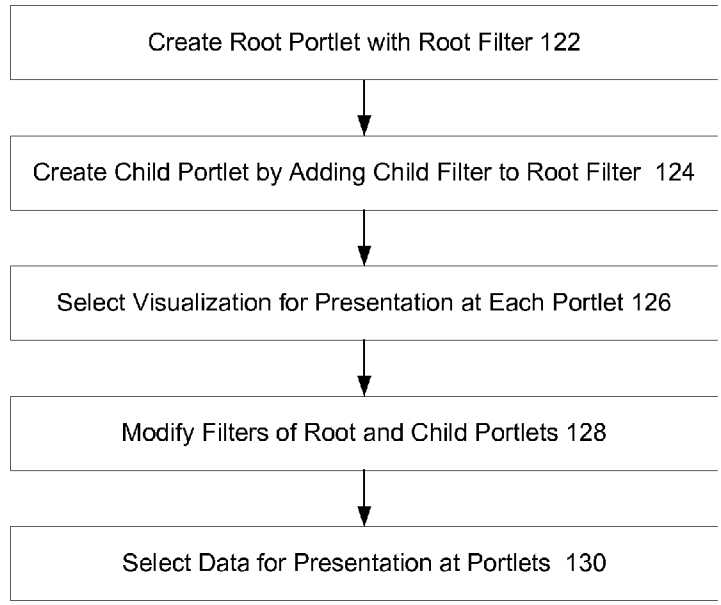 Create Root Portlet with Root Filter 122
Create Child Portlet by Adding Child Filter to Root Filter 124
Select Visualization for Presentation at Each Portlet 126
Modify Filters of Root and Child Portlets 128
Select Data for Presentation at Portlets 130